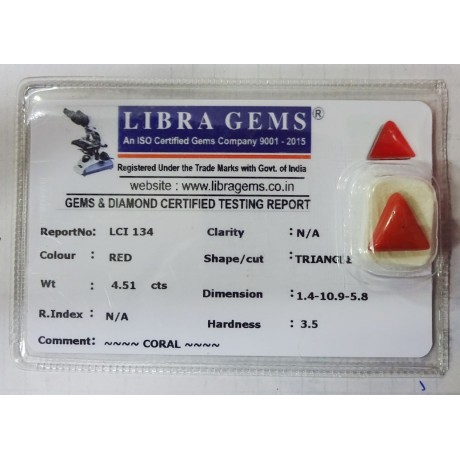 LIBRA GEMS ®
An ISO Certified Gems Company 9001 - 2015
Registered Under the Trade Marks with Govt. of India
website : www.libragems.co.in
GEMS & DIAMOND CERTIFIED TESTING REPORT
ReportNo: LCI 134 Clarity : N/A
Colour : RED Shape/cut : TRIANGLE
Wt : 4.51 cts Dimension : 1.4-10.9-5.8
R.Index : N/A Hardness : 3.5
Comment: ~~~~ CORAL ~~~~